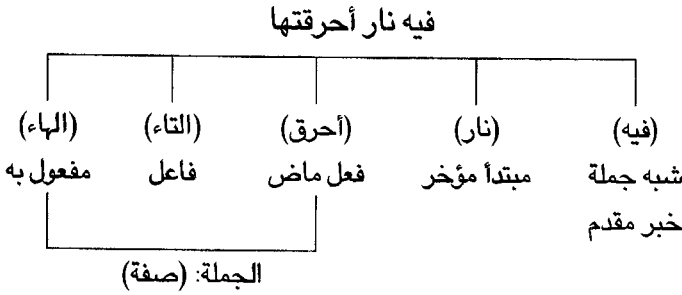 فيه نار أحرقتها
(فيه) (نار) (أحرق) (التاء) (الهاء)
شبه جملة مبتدأ مؤخر فعل ماض فاعل مفعول به
خبر مقدم
الجملة: (صفة)